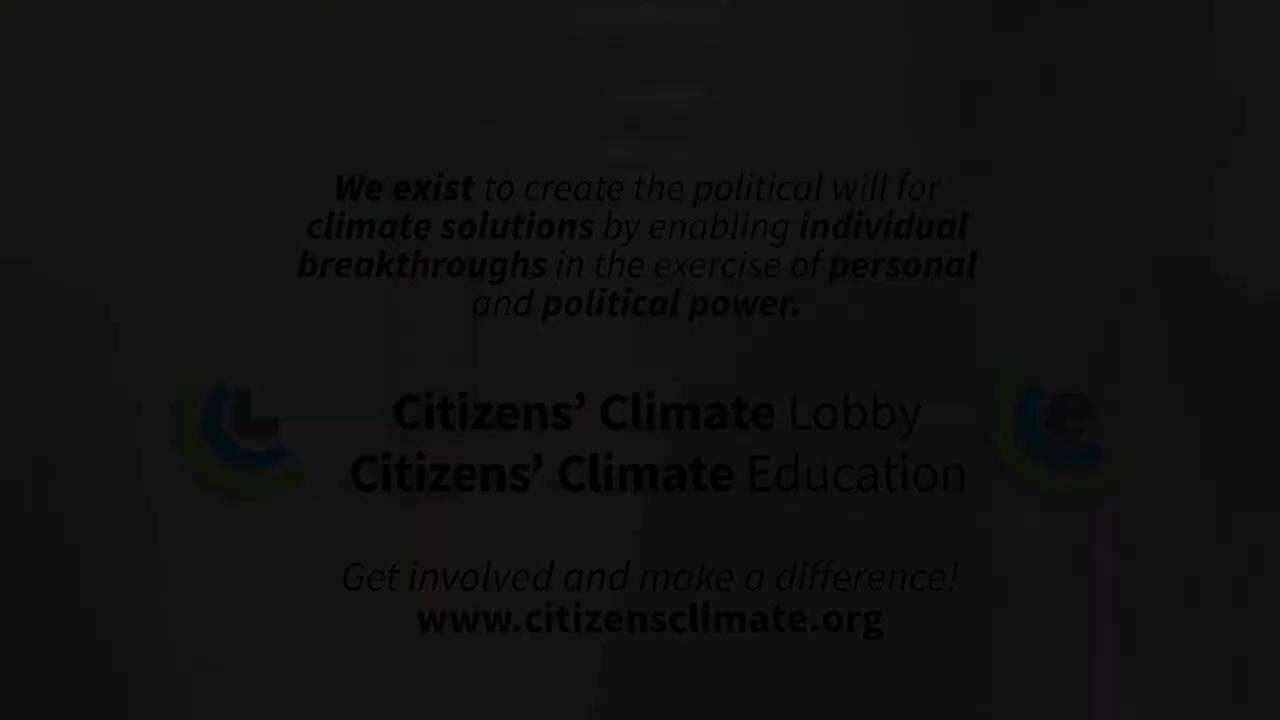 We exist to create the political will for
climate solutions by enabling individual
breakthroughs in the exercise of personal
and political power.
L
Citizens’ Climate Lobby
e
Citizens’ Climate Education
Get involved and make a difference!
www.citizensclimate.org